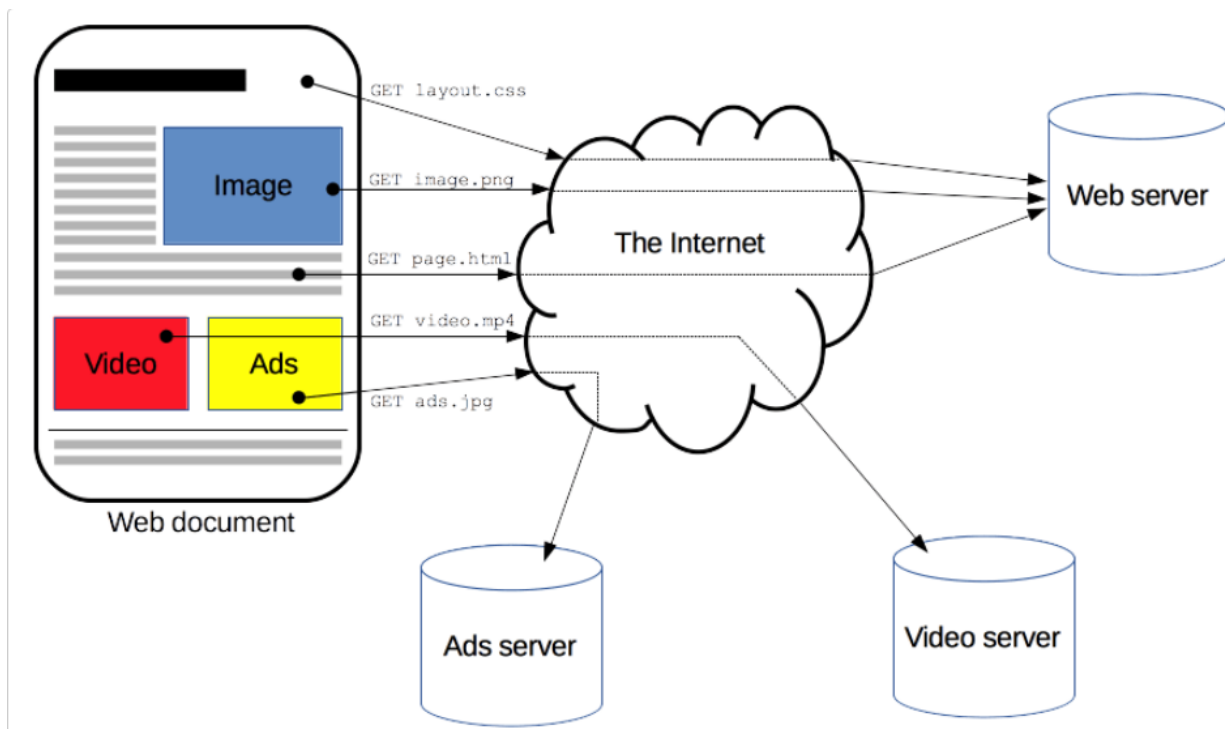 GET layout.css
Image
GET image.png
Web server
The Internet
GET page.html
GET video.mp4
Video
Ads
GET ads.jpg
Web document
Ads server
Video server